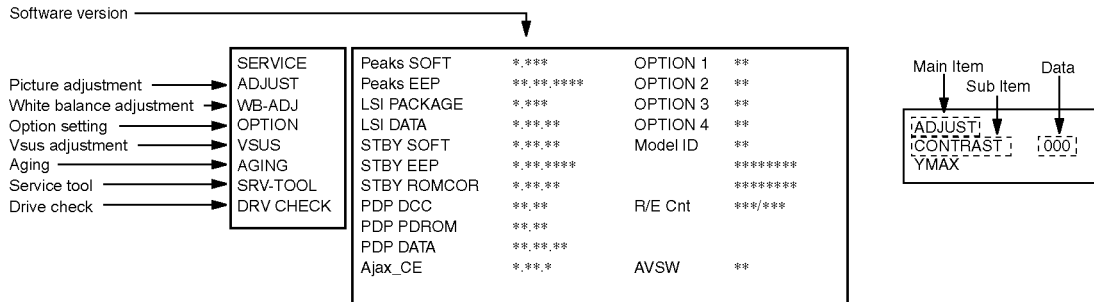 Software version
Picture adjustment
White balance adjustment
Option setting
Vsus adjustment
Aging
Service tool
Drive check
SERVICE
ADJUST
WB-ADJ
OPTION
VSUS
AGING
SRV-TOOL
DRV CHECK
Peaks SOFT *.*** OPTION 1 **
Peaks EEP **.**.**** OPTION 2 **
LSI PACKAGE *.*** OPTION 3 **
LSI DATA *.**.** OPTION 4 **
STBY SOFT *.**.** Model ID **
STBY EEP *.**.**** ********
STBY ROMCOR *.**.** ********
PDP DCC **.** R/E Cnt ***/***
PDP PDROM **.**
PDP DATA **.**.**
Ajax_CE *.**.* AVSW **
Main Item
Sub Item
Data
ADJUST
CONTRAST 000
YMAX